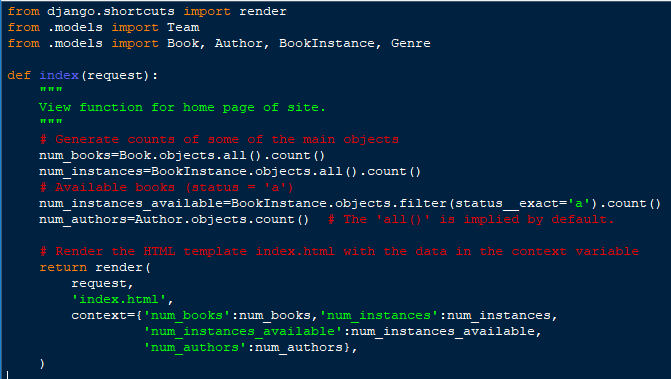 from django.shortcuts import render
from .models import Team
from .models import Book, Author, BookInstance, Genre

def index(request):
    """
    View function for home page of site.
    """
    # Generate counts of some of the main objects
    num_books=Book.objects.all().count()
    num_instances=BookInstance.objects.all().count()
    # Available books (status = 'a')
    num_instances_available=BookInstance.objects.filter(status__exact='a').count()
    num_authors=Author.objects.count()  # The 'all()' is implied by default.

    # Render the HTML template index.html with the data in the context variable
    return render(
        request,
        'index.html',
        context={'num_books':num_books,'num_instances':num_instances,
                 'num_instances_available':num_instances_available,
                 'num_authors':num_authors},
    )